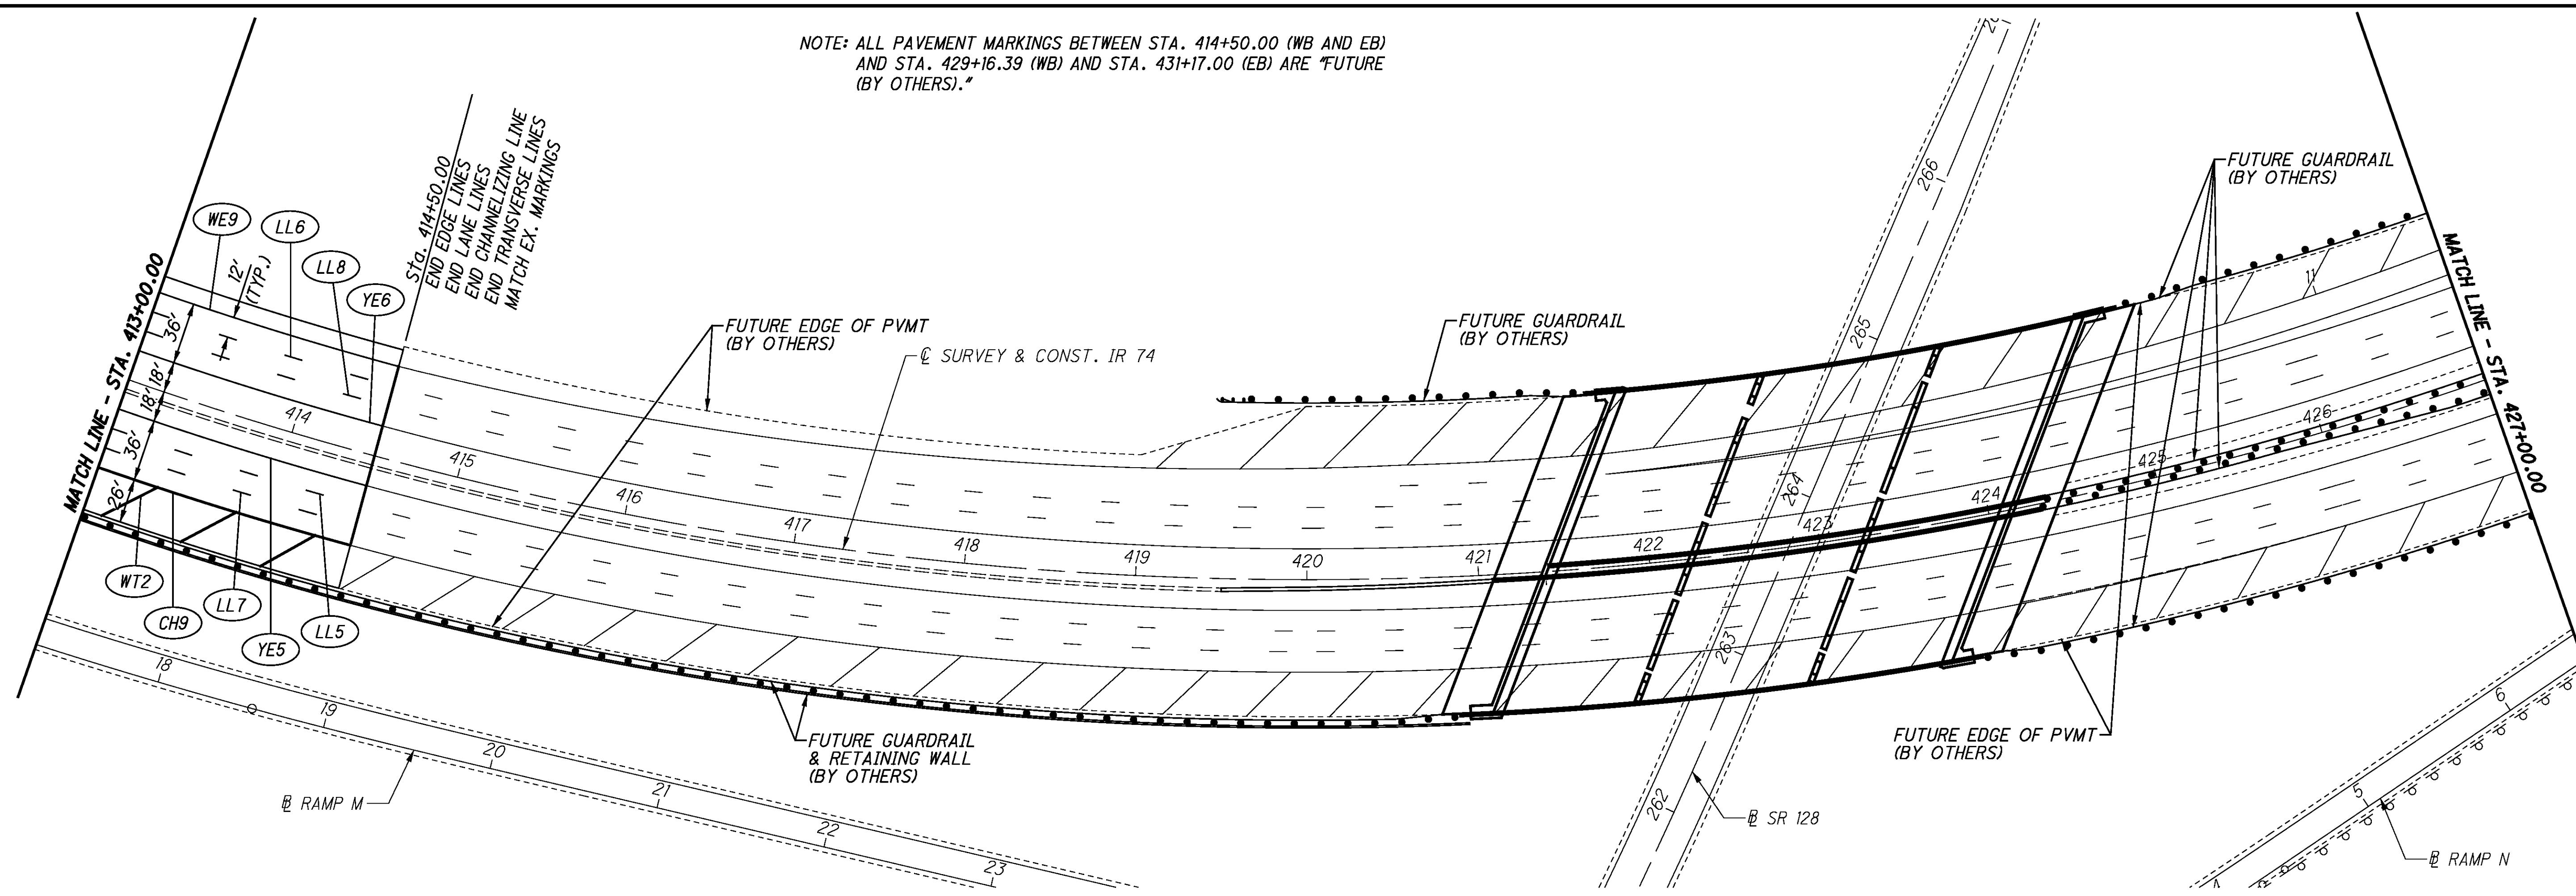 NOTE: ALL PAVEMENT MARKINGS BETWEEN STA. 414+50.00 (WB AND EB)
AND STA. 429+16.39 (WB) AND STA. 431+17.00 (EB) ARE "FUTURE
(BY OTHERS)."
MATCH LINE - STA. 413+00.00
WE9
LL6
LL8
YE6
12'
(TYP.)
36'
18'
18'
36'
26'
Sta. 414+50.00
END EDGE LINES
END LANE LINES
END CHANNELIZING LINE
END TRANSVERSE LINES
MATCH EX. MARKINGS
FUTURE EDGE OF PVMT
(BY OTHERS)
℄ SURVEY & CONST. IR 74
FUTURE GUARDRAIL
(BY OTHERS)
FUTURE GUARDRAIL
(BY OTHERS)
MATCH LINE - STA. 427+00.00
414
415
416
417
418
419
420
421
422
423
424
425
426
11
266
265
264
263
262
WT2
CH9
LL7
YE5
LL5
18
19
20
21
22
23
BL RAMP M
FUTURE GUARDRAIL
& RETAINING WALL
(BY OTHERS)
BL SR 128
FUTURE EDGE OF PVMT
(BY OTHERS)
6
5
BL RAMP N